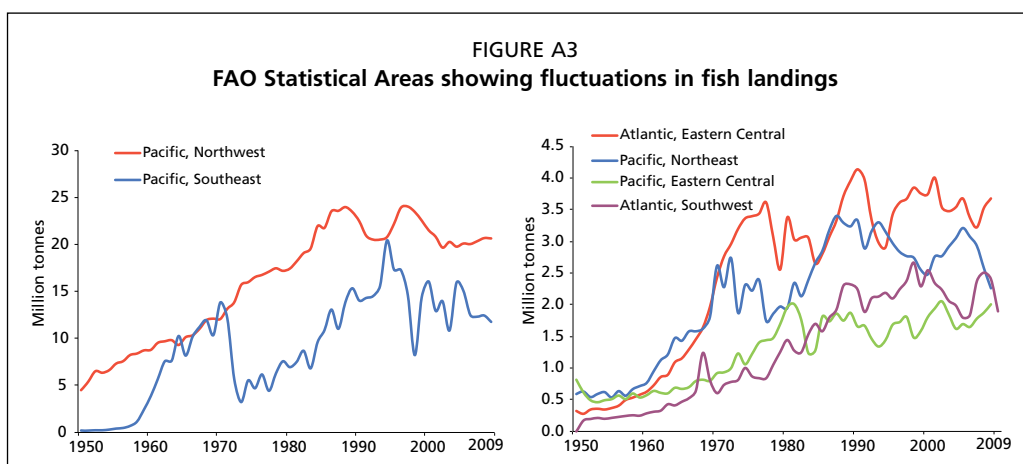 FIGURE A3
FAO Statistical Areas showing fluctuations in fish landings
Million tonnes
30
25
20
15
10
5
0
Pacific, Northwest
Pacific, Southeast
1950 1960 1970 1980 1990 2000 2009
Million tonnes
4.5
4.0
3.5
3.0
2.5
2.0
1.5
1.0
0.5
0.0
Atlantic, Eastern Central
Pacific, Northeast
Pacific, Eastern Central
Atlantic, Southwest
1950 1960 1970 1980 1990 2000 2009